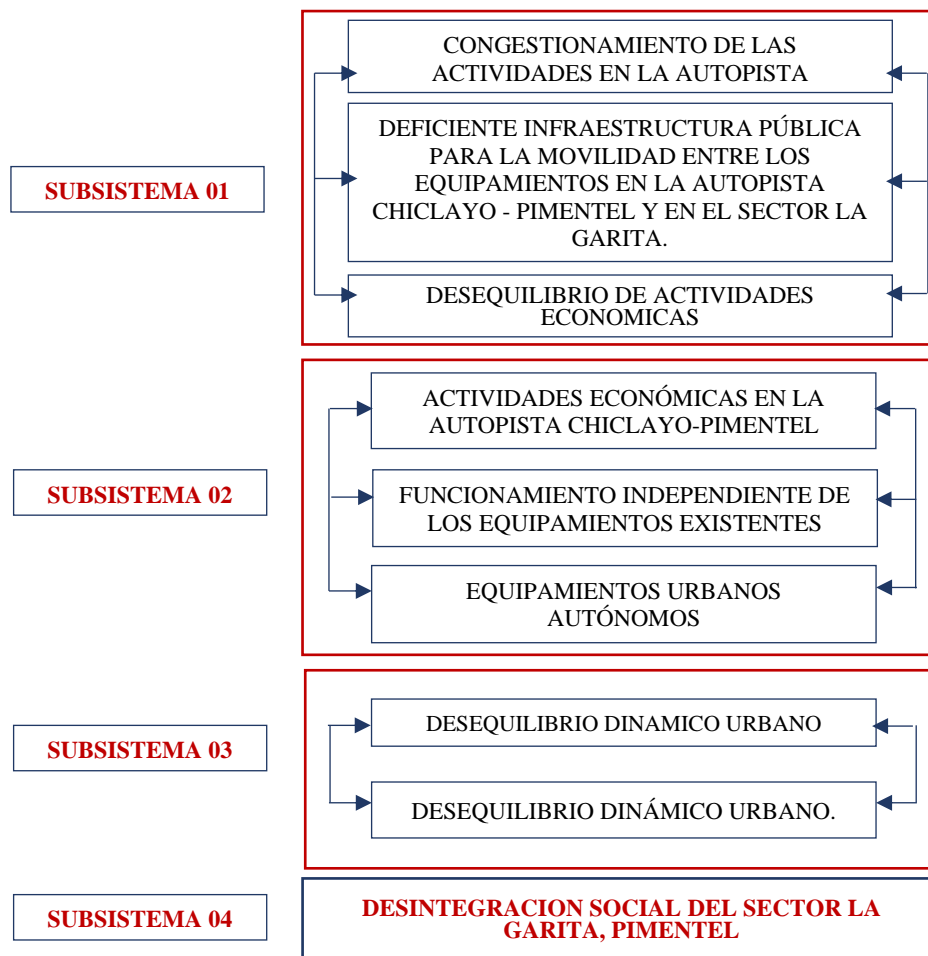 CONGESTIONAMIENTO DE LAS
ACTIVIDADES EN LA AUTOPISTA
SUBSISTEMA 01
DEFICIENTE INFRAESTRUCTURA PÚBLICA
PARA LA MOVILIDAD ENTRE LOS
EQUIPAMIENTOS EN LA AUTOPISTA
CHICLAYO - PIMENTEL Y EN EL SECTOR LA
GARITA.
DESEQUILIBRIO DE ACTIVIDADES
ECONOMICAS
ACTIVIDADES ECONÓMICAS EN LA
AUTOPISTA CHICLAYO-PIMENTEL
SUBSISTEMA 02
FUNCIONAMIENTO INDEPENDIENTE DE
LOS EQUIPAMIENTOS EXISTENTES
EQUIPAMIENTOS URBANOS
AUTÓNOMOS
SUBSISTEMA 03
DESEQUILIBRIO DINAMICO URBANO
DESEQUILIBRIO DINÁMICO URBANO.
SUBSISTEMA 04
DESINTEGRACION SOCIAL DEL SECTOR LA
GARITA, PIMENTEL